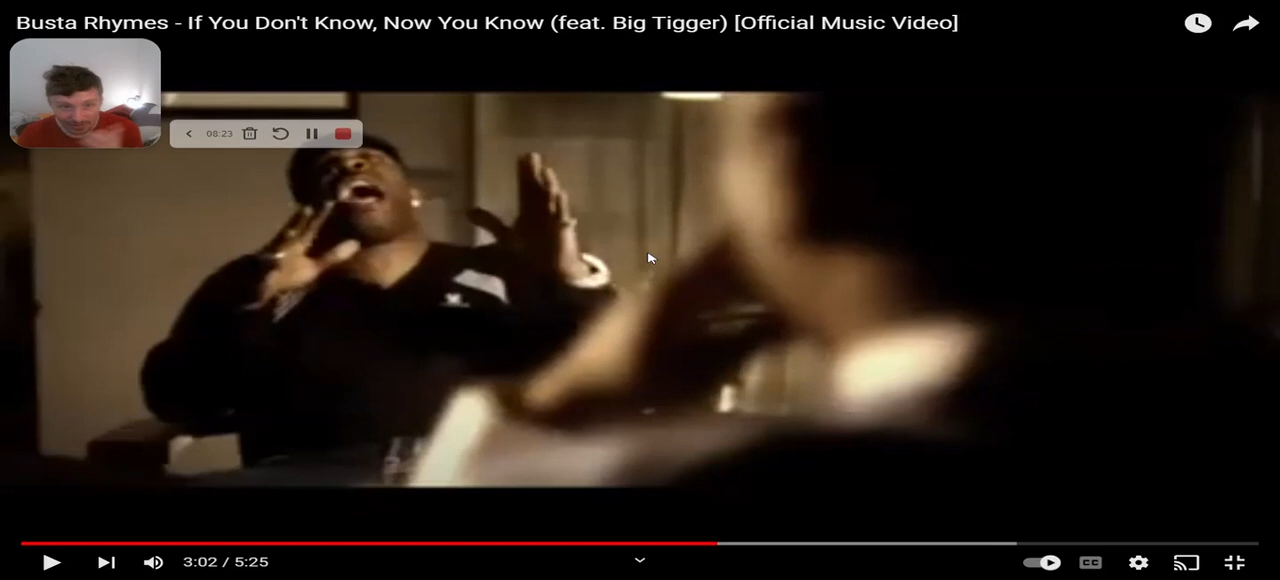 Busta Rhymes - If You Don't Know, Now You Know (feat. Big Tigger) [Official Music Video]
08:23
3:02 / 5:25
CC